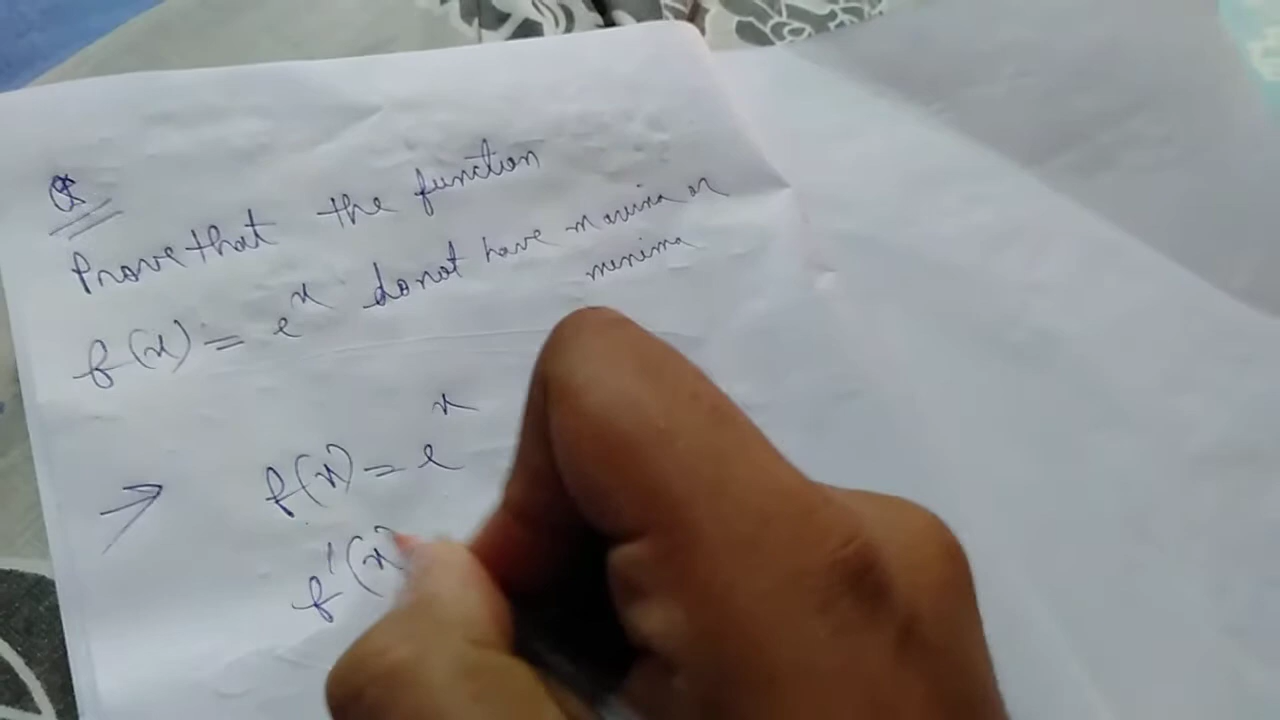 Q
Prove that the function
f(x) = e^x do not have maxima or
minima
→ f(x) = e^x
f'(x)